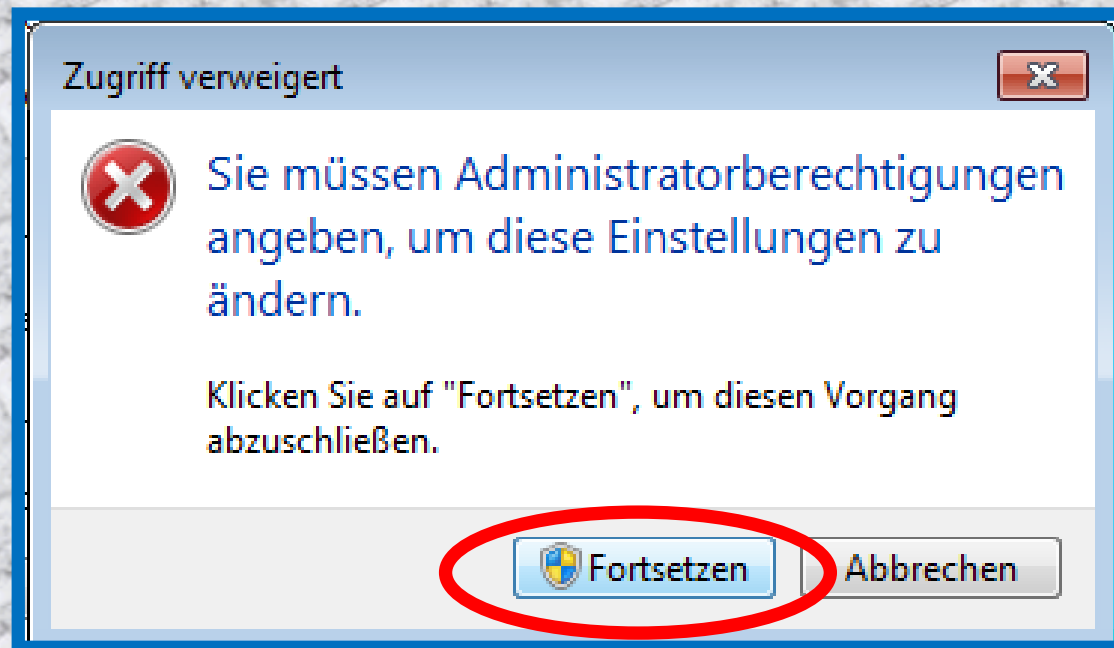 Zugriff verweigert
Sie müssen Administratorberechtigungen
angeben, um diese Einstellungen zu
ändern.
Klicken Sie auf "Fortsetzen", um diesen Vorgang
abzuschließen.
Fortsetzen Abbrechen